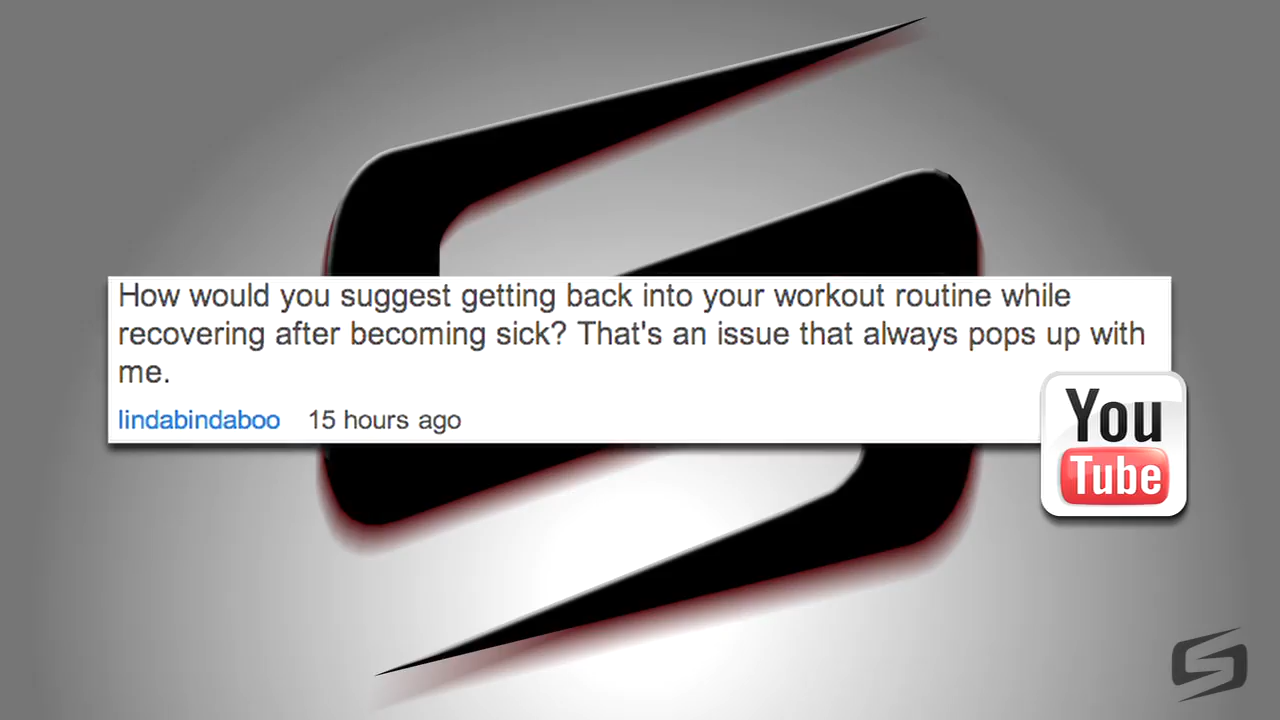 How would you suggest getting back into your workout routine while
recovering after becoming sick? That's an issue that always pops up with
me.
lindabindaboo 15 hours ago
You
Tube